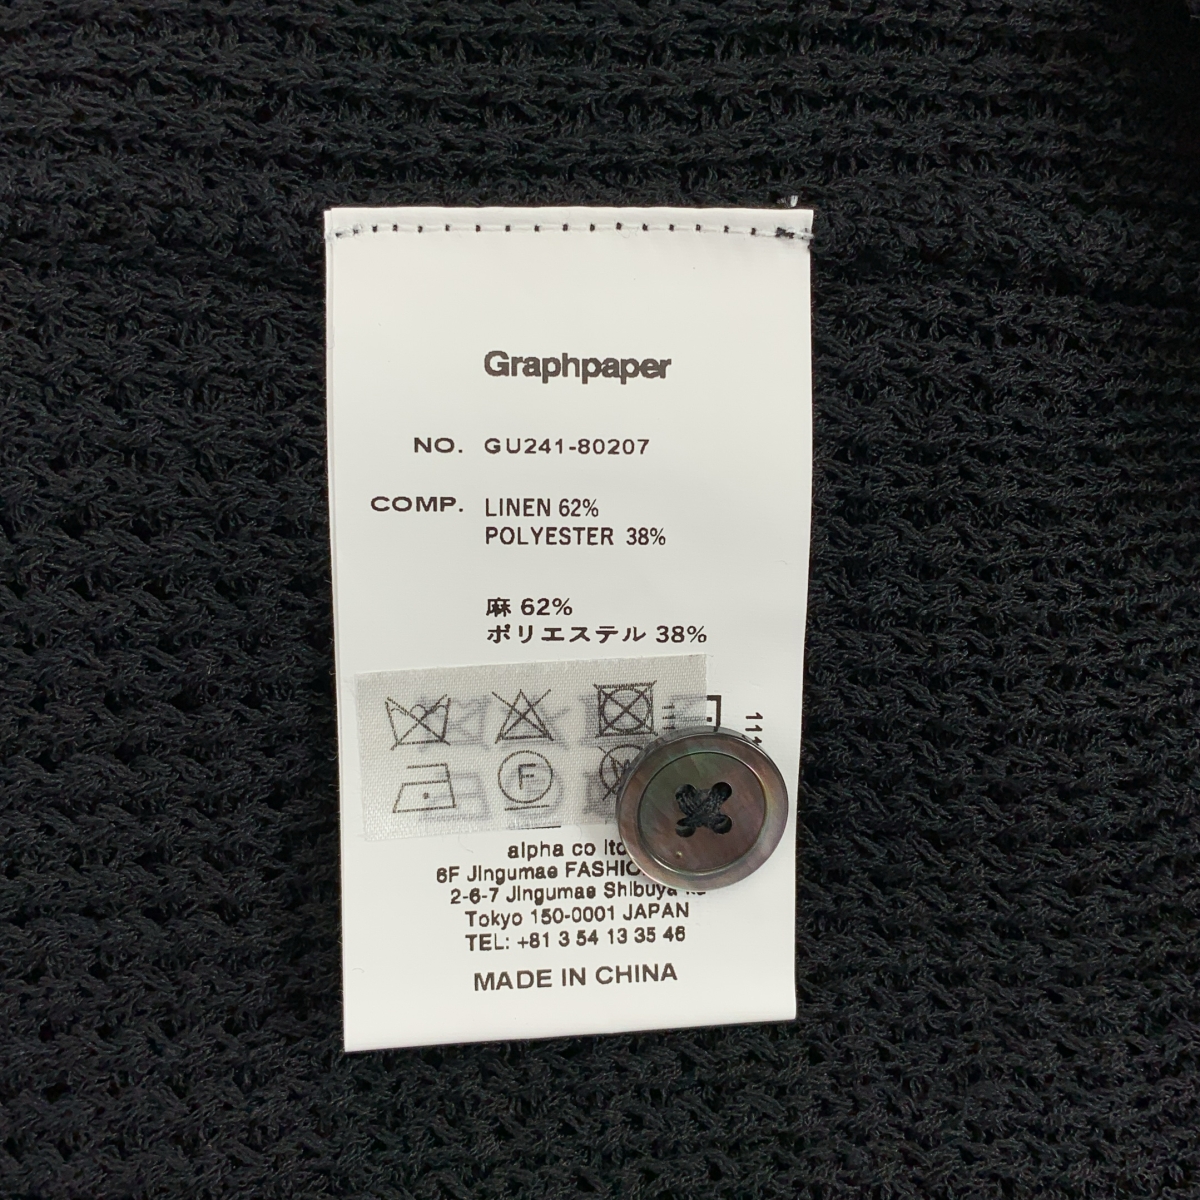 Graphpaper
NO. GU241-80207
COMP. LINEN 62%
POLYESTER 38%
麻 62%
ポリエステル 38%
F
alpha co ltd
6F Jingumae FASHIO
2-6-7 Jingumae Shibuya
Tokyo 150-0001 JAPAN
TEL: +81 3 54 13 35 46
MADE IN CHINA